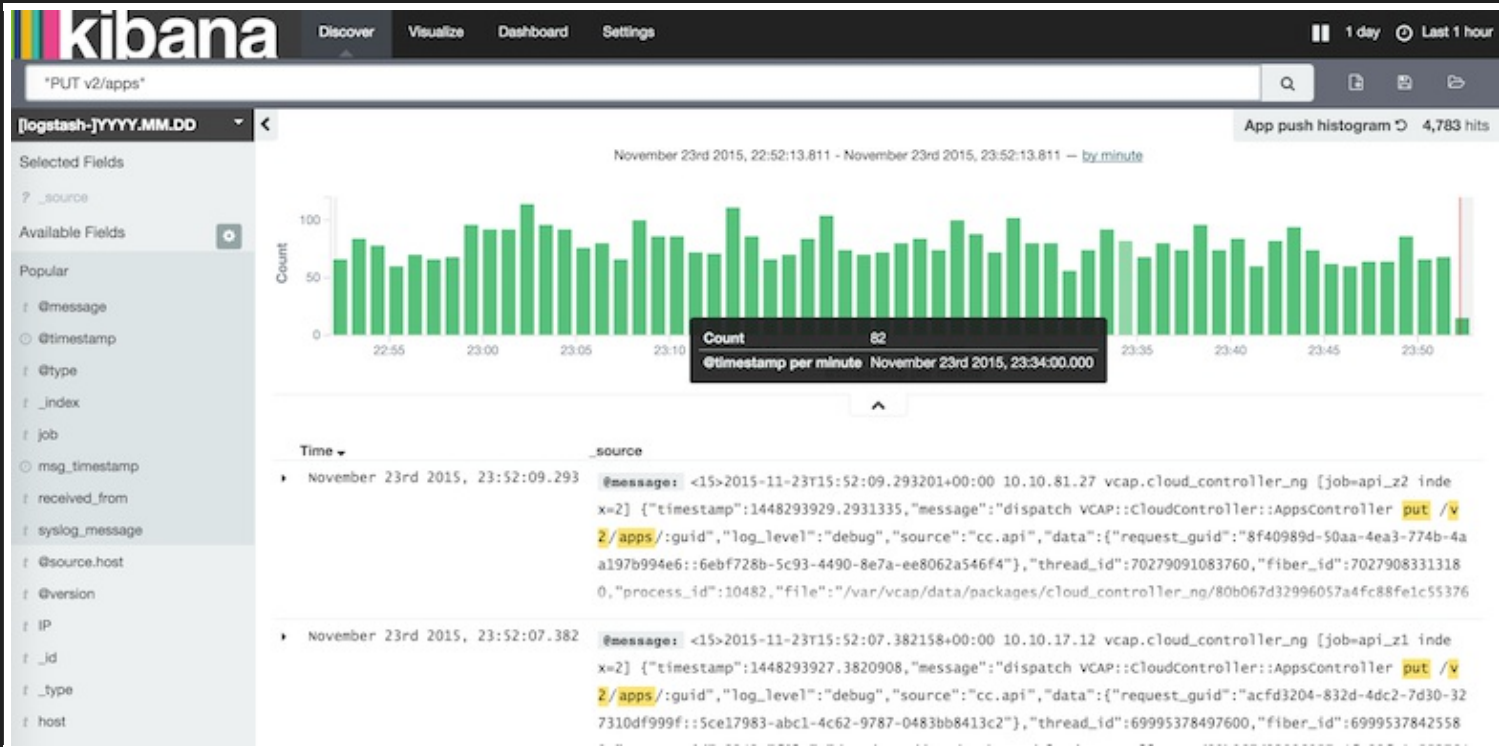 kibana
Discover Visualize Dashboard Settings
1 day Last 1 hour
"PUT v2/apps"
[logstash-]YYYY.MM.DD
App push histogram 4,783 hits
Selected Fields
? _source
Available Fields
Popular
t @message
@timestamp
t @type
t _index
t job
msg_timestamp
t received_from
t syslog_message
t @source.host
t @version
t IP
t _id
t _type
t host
November 23rd 2015, 22:52:13.811 - November 23rd 2015, 23:52:13.811 — by minute
Count
100
50
0
22:55 23:00 23:05 23:10 23:35 23:40 23:45 23:50
Count 82
@timestamp per minute November 23rd 2015, 23:34:00.000
Time _source
November 23rd 2015, 23:52:09.293
@message: <15>2015-11-23T15:52:09.293201+00:00 10.10.81.27 vcap.cloud_controller_ng [job=api_z2 inde
x=2] {"timestamp":1448293929.2931335,"message":"dispatch VCAP::CloudController::AppsController put /v
2/apps/:guid","log_level":"debug","source":"cc.api","data":{"request_guid":"8f40989d-50aa-4ea3-774b-4a
a197b994e6::6ebf728b-5c93-4490-8e7a-ee8062a546f4"},"thread_id":70279091083760,"fiber_id":7027908331318
0,"process_id":10482,"file":"/var/vcap/data/packages/cloud_controller_ng/80b067d32996057a4fc88fe1c55376
November 23rd 2015, 23:52:07.382
@message: <15>2015-11-23T15:52:07.382158+00:00 10.10.17.12 vcap.cloud_controller_ng [job=api_z1 inde
x=2] {"timestamp":1448293927.3820908,"message":"dispatch VCAP::CloudController::AppsController put /v
2/apps/:guid","log_level":"debug","source":"cc.api","data":{"request_guid":"acfd3204-832d-4dc2-7d30-32
7310df999f::5ce17983-abc1-4c62-9787-0483bb8413c2"},"thread_id":69995378497600,"fiber_id":6999537842558